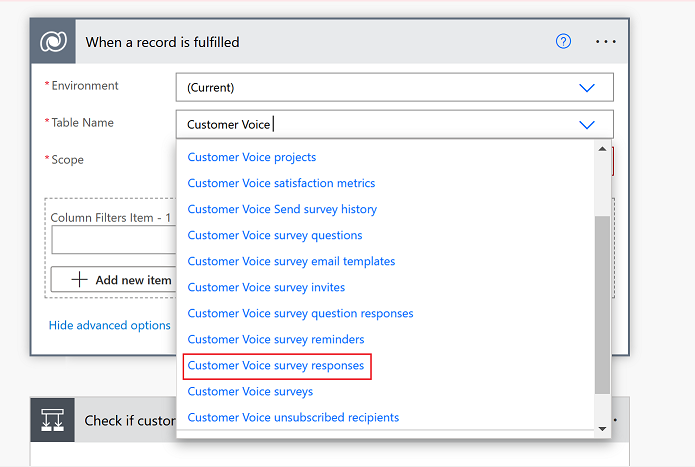 When a record is fulfilled
* Environment
(Current)
* Table Name
Customer Voice
* Scope
Customer Voice projects
Customer Voice satisfaction metrics
Customer Voice Send survey history
Customer Voice survey questions
Customer Voice survey email templates
Customer Voice survey invites
Customer Voice survey question responses
Customer Voice survey reminders
Customer Voice survey responses
Customer Voice surveys
Customer Voice unsubscribed recipients
Column Filters Item - 1
Add new item
Hide advanced options
Check if custo